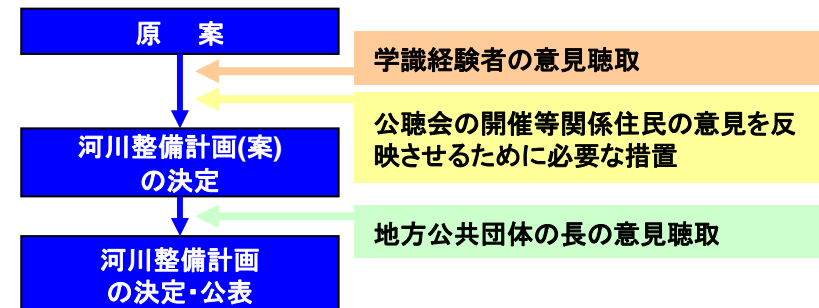 原　案
学識経験者の意見聴取
公聴会の開催等関係住民の意見を反
映させるために必要な措置
河川整備計画(案)
の決定
地方公共団体の長の意見聴取
河川整備計画
の決定・公表